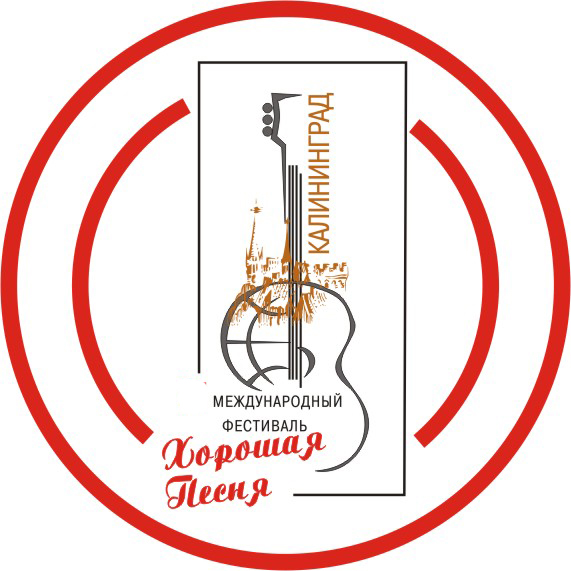 КАЛИНИНГРАД
МЕЖДУНАРОДНЫЙ
ФЕСТИВАЛЬ
Хорошая
Песня